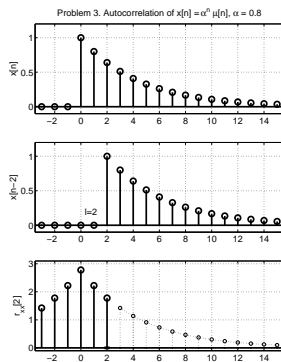 Problem 3. Autocorrelation of x[n] = αⁿ μ[n], α = 0.8
x[n]
1
0.5
0
−2 0 2 4 6 8 10 12 14
x[n−2]
1
0.5
0
l=2
−2 0 2 4 6 8 10 12 14
r_xx[2]
3
2
1
0
−2 0 2 4 6 8 10 12 14